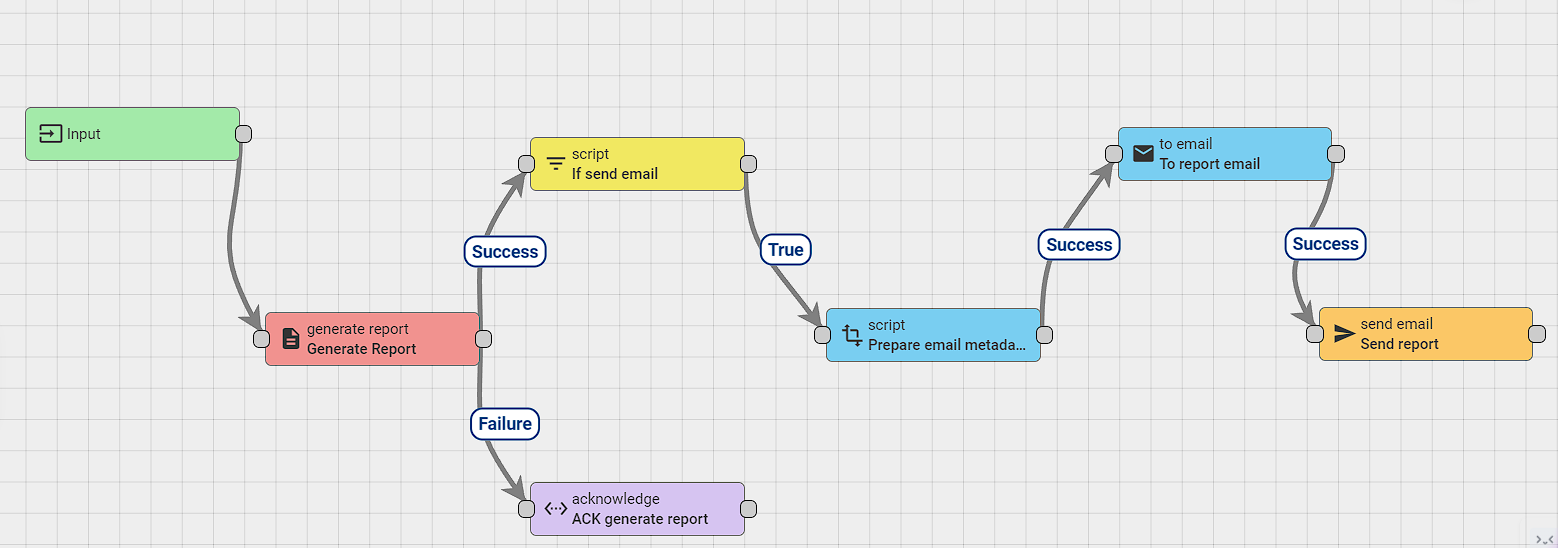 Input
script
If send email
to email
To report email
Success
True
Success
Success
generate report
Generate Report
script
Prepare email metada...
send email
Send report
Failure
acknowledge
ACK generate report